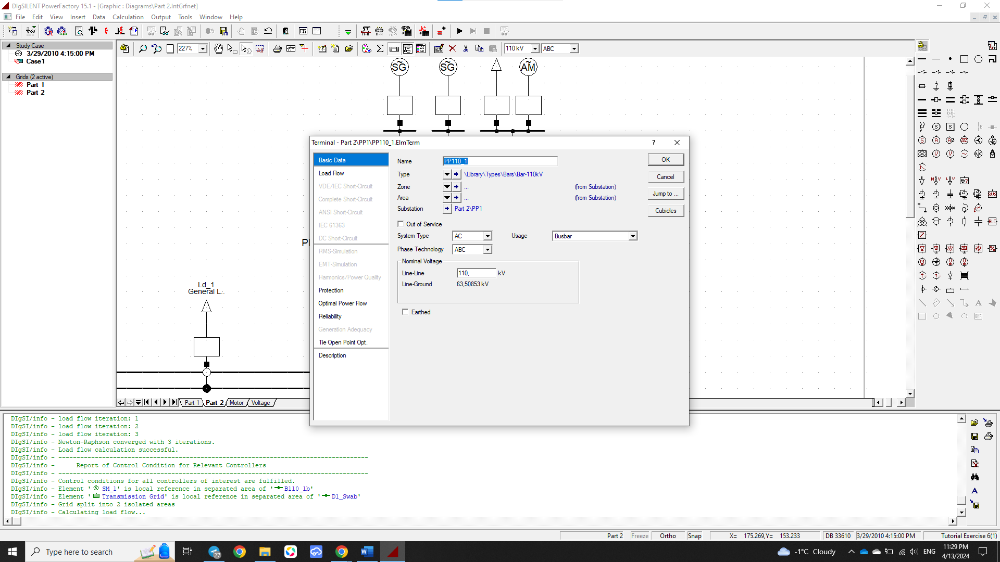 DIgSILENT PowerFactory 15.1 - [Graphic : Diagrams\Part 2.IntGrfnet]
File Edit View Insert Data Calculation Output Tools Window Help
227%
110 kV
ABC
Study Case
3/29/2010 4:15:00 PM
Case1
Grids (2 active)
Part 1
Part 2
SG
SG
AM
Terminal - Part 2\PP1\PP110_1.ElmTerm
?
Basic Data
Load Flow
VDE/IEC Short-Circuit
Complete Short-Circuit
ANSI Short-Circuit
IEC 61363
DC Short-Circuit
RMS-Simulation
EMT-Simulation
Harmonics/Power Quality
Protection
Optimal Power Flow
Reliability
Generation Adequacy
Tie Open Point Opt.
Description
Name PP110_1
Type \Library\Types\Bars\Bar-110kV
Zone ... (from Substation)
Area ... (from Substation)
Substation Part 2\PP1
Out of Service
System Type AC Usage Busbar
Phase Technology ABC
Nominal Voltage
Line-Line 110, kV
Line-Ground 63,50853 kV
Earthed
OK
Cancel
Jump to ...
Cubicles
Ld_1
General L..
Part 1 Part 2 Motor Voltage
DIgSI/info - load flow iteration: 1
DIgSI/info - load flow iteration: 2
DIgSI/info - load flow iteration: 3
DIgSI/info - Newton-Raphson converged with 3 iterations.
DIgSI/info - Load flow calculation successful.
DIgSI/info - --------------------------------------------------------------------------------
DIgSI/info - Report of Control Condition for Relevant Controllers
DIgSI/info - --------------------------------------------------------------------------------
DIgSI/info - Control conditions for all controllers of interest are fulfilled.
DIgSI/info - Element ' SM_1' is local reference in separated area of ' B110_1b'
DIgSI/info - Element ' Transmission Grid' is local reference in separated area of ' D1_Swab'
DIgSI/info - Grid split into 2 isolated areas
DIgSI/info - Calculating load flow...
Part 2 Freeze Ortho Snap X= 175.269,Y= 153.233 DB 33610 3/29/2010 4:15:00 PM Tutorial Exercise 6(1)
Type here to search
27
-1°C Cloudy
ENG
11:29 PM
4/13/2024